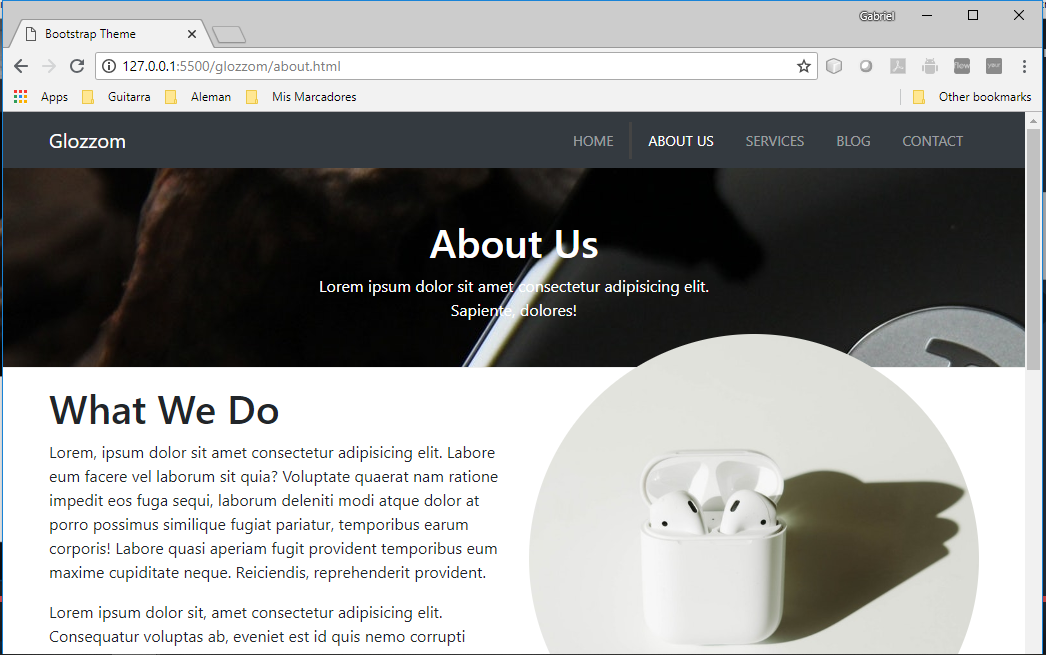 Gabriel
Bootstrap Theme
127.0.0.1:5500/glozzom/about.html
Apps Guitarra Aleman Mis Marcadores Other bookmarks
Glozzom HOME ABOUT US SERVICES BLOG CONTACT
About Us
Lorem ipsum dolor sit amet consectetur adipisicing elit.
Sapiente, dolores!
What We Do
Lorem, ipsum dolor sit amet consectetur adipisicing elit. Labore
eum facere vel laborum sit quia? Voluptate quaerat nam ratione
impedit eos fuga sequi, laborum deleniti modi atque dolor at
porro possimus similique fugiat pariatur, temporibus earum
corporis! Labore quasi aperiam fugit provident temporibus eum
maxime cupiditate neque. Reiciendis, reprehenderit provident.
Lorem ipsum dolor sit, amet consectetur adipisicing elit.
Consequatur voluptas ab, eveniet est id quis nemo corrupti